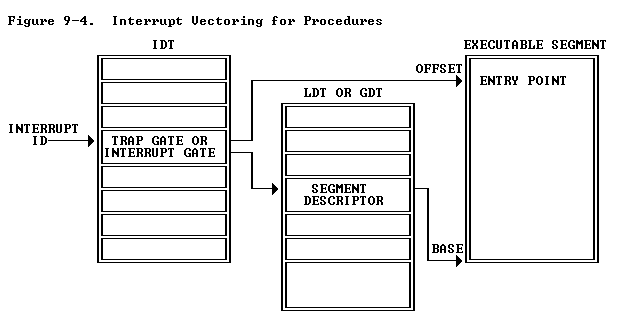 Figure 9-4.  Interrupt Vectoring for Procedures
IDT
EXECUTABLE SEGMENT
OFFSET
ENTRY POINT
LDT OR GDT
INTERRUPT
ID
TRAP GATE OR
INTERRUPT GATE
SEGMENT
DESCRIPTOR
BASE